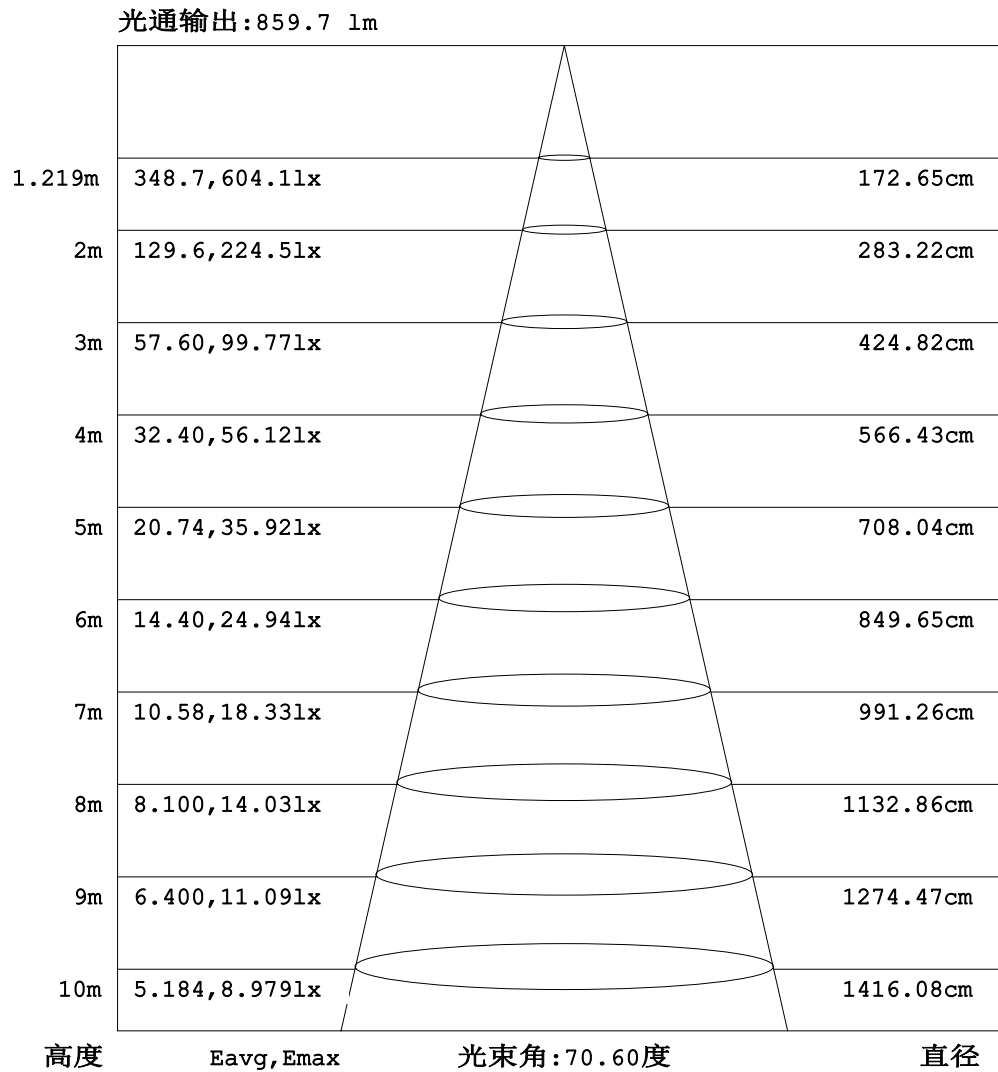 光通输出:859.7 lm
1.219m 348.7,604.1lx 172.65cm
2m 129.6,224.5lx 283.22cm
3m 57.60,99.77lx 424.82cm
4m 32.40,56.12lx 566.43cm
5m 20.74,35.92lx 708.04cm
6m 14.40,24.94lx 849.65cm
7m 10.58,18.33lx 991.26cm
8m 8.100,14.03lx 1132.86cm
9m 6.400,11.09lx 1274.47cm
10m 5.184,8.979lx 1416.08cm
高度 Eavg,Emax 光束角:70.60度 直径